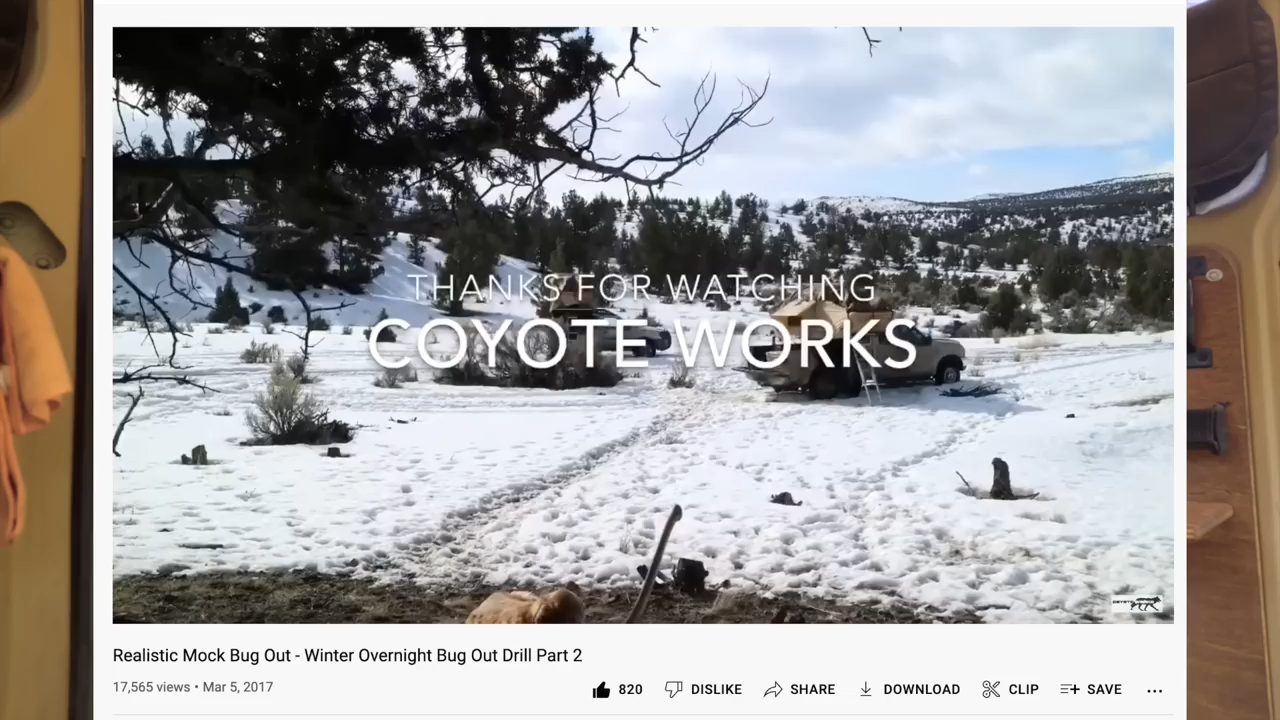 THANKS FOR WATCHING
COYOTE WORKS
Realistic Mock Bug Out - Winter Overnight Bug Out Drill Part 2
17,565 views • Mar 5, 2017
820 DISLIKE SHARE DOWNLOAD CLIP SAVE ...